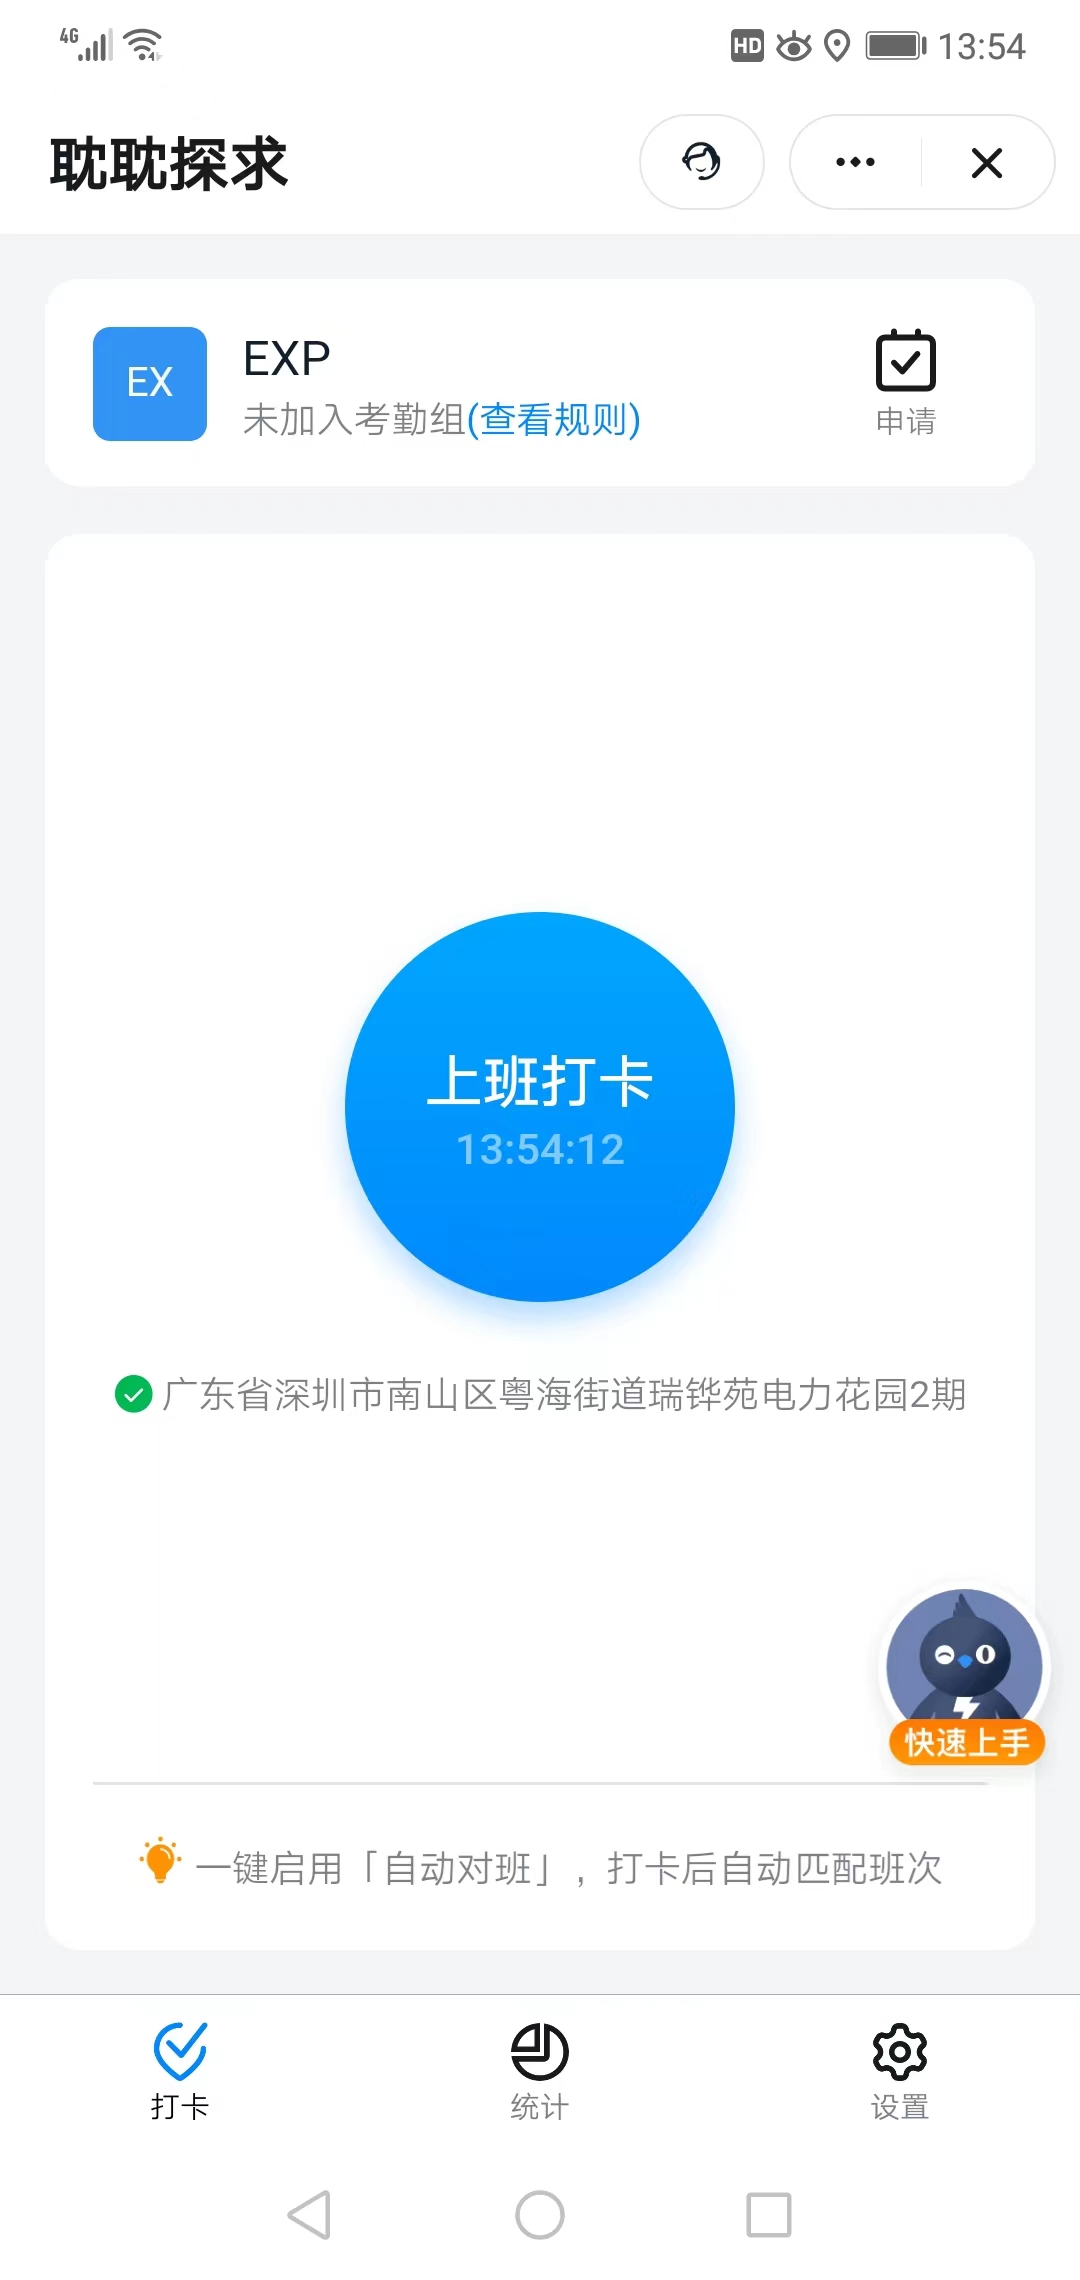 4G
HD
13:54
耽耽探求
EX
EXP
未加入考勤组(查看规则)
申请
上班打卡
13:54:12
广东省深圳市南山区粤海街道瑞铧苑电力花园2期
快速上手
一键启用「自动对班」，打卡后自动匹配班次
打卡
统计
设置